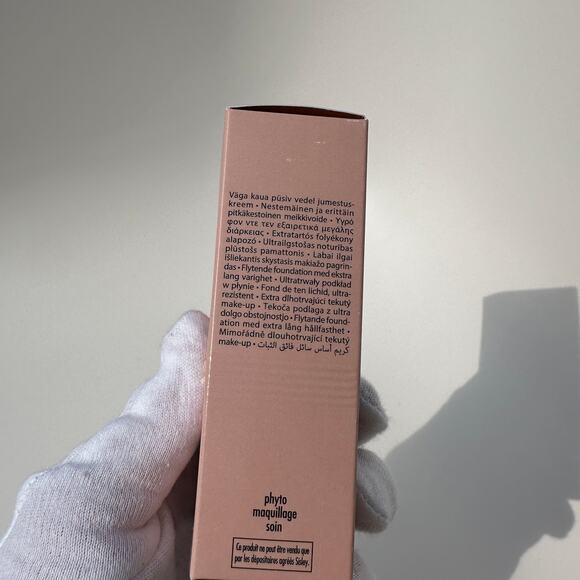 Väga kaua püsiv vedel jumestus-
kreem • Nestemäinen ja erittäin
pitkäkestoinen meikkivoide • Υγρό
φον ντε τεν εξαιρετικά μεγάλης
διάρκειας • Extratartós folyékony
alapozó • Ultrailgstošas noturības
plūstošs pamattonis • Labai ilgai
išliekantis skystasis makiažo pagrin-
das • Flytende foundation med ekstra
lang varighet • Ultratrwały podkład
w płynie • Fond de ten lichid, ultra-
rezistent • Extra dlhotrvajúci tekutý
make-up • Tekoča podlaga z ultra
dolgo obstojnostjo • Flytande found-
ation med extra lång hållfasthet •
Mimořádně dlouhotrvající tekutý
make-up • كريم أساس سائل فائق الثبات
phyto
maquillage
soin
Ce produit ne peut être vendu que
par les dépositaires agréés Sisley.